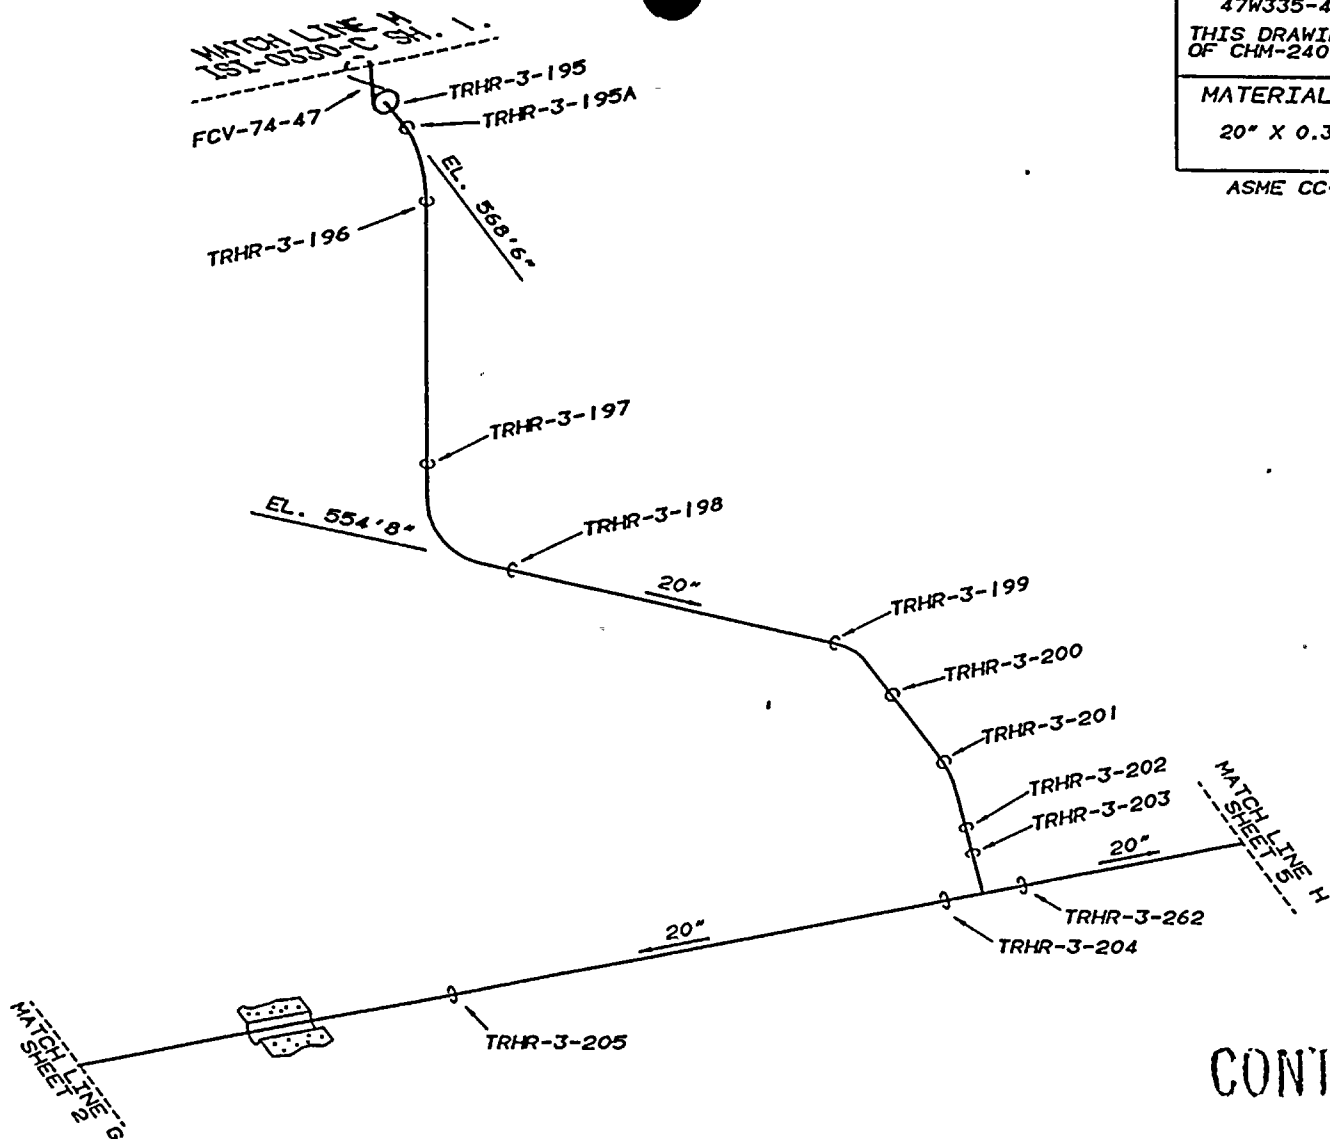 47W335-4
THIS DRAWI
OF CHM-240
MATERIAL
20" X 0.3
ASME CC-
MATCH LINE H
ISI-0330-C SH. 1.
TRHR-3-195
TRHR-3-195A
FCV-74-47
EL. 568'6"
TRHR-3-196
TRHR-3-197
EL. 554'8"
TRHR-3-198
20"
TRHR-3-199
TRHR-3-200
TRHR-3-201
TRHR-3-202
TRHR-3-203
MATCH LINE H
SHEET 5
20"
TRHR-3-262
TRHR-3-204
20"
TRHR-3-205
MATCH LINE G
SHEET 2
CONT